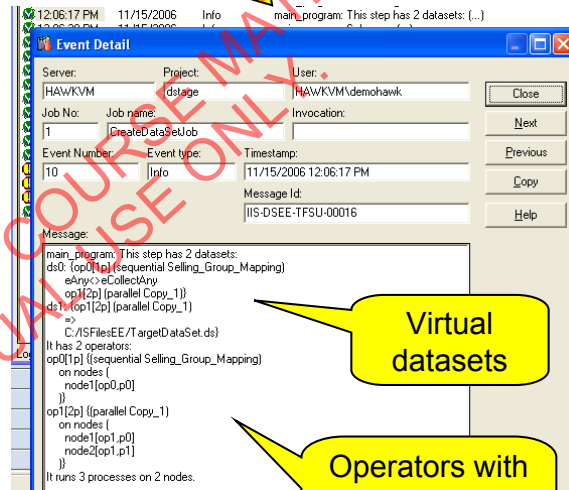 12:06:17 PM 11/15/2006 Info main_program: This step has 2 datasets: (...)
Event Detail
Server: Project: User:
HAWKVM dstage HAWKVM\demohawk
Close
Job No: Job name: Invocation:
1 CreateDataSetJob
Next
Event Number: Event type: Timestamp:
Previous
10 Info 11/15/2006 12:06:17 PM
Copy
Message Id:
IIS-DSEE-TFSU-00016
Help
Message:
main_program: This step has 2 datasets:
ds0: {op0[1p] (sequential Selling_Group_Mapping)
eAny<>eCollectAny
op1[2p] (parallel Copy_1)}
ds1: {op1[2p] (parallel Copy_1)
=>
C:/ISFilesEE/TargetDataSet.ds}
It has 2 operators:
op0[1p] {(sequential Selling_Group_Mapping)
on nodes (
node1[op0,p0]
)}
op1[2p] {(parallel Copy_1)
on nodes (
node1[op1,p0]
node2[op1,p1]
)}
It runs 3 processes on 2 nodes.
Virtual
datasets
Operators with
COURSE MAT
UAL USE ONLY.